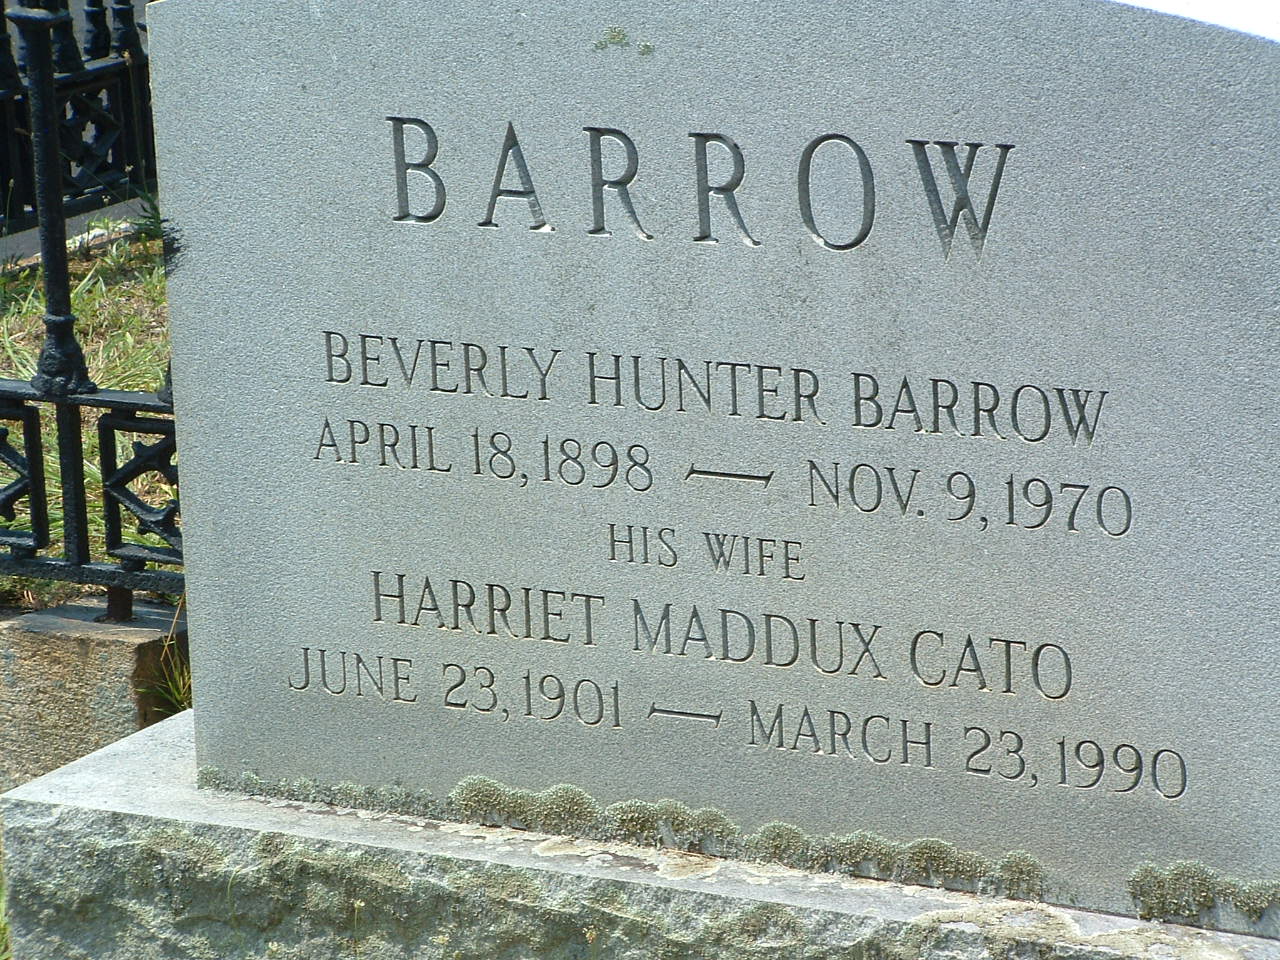 BARROW
BEVERLY HUNTER BARROW
APRIL 18, 1898 — NOV. 9, 1970
HIS WIFE
HARRIET MADDUX CATO
JUNE 23, 1901 — MARCH 23, 1990